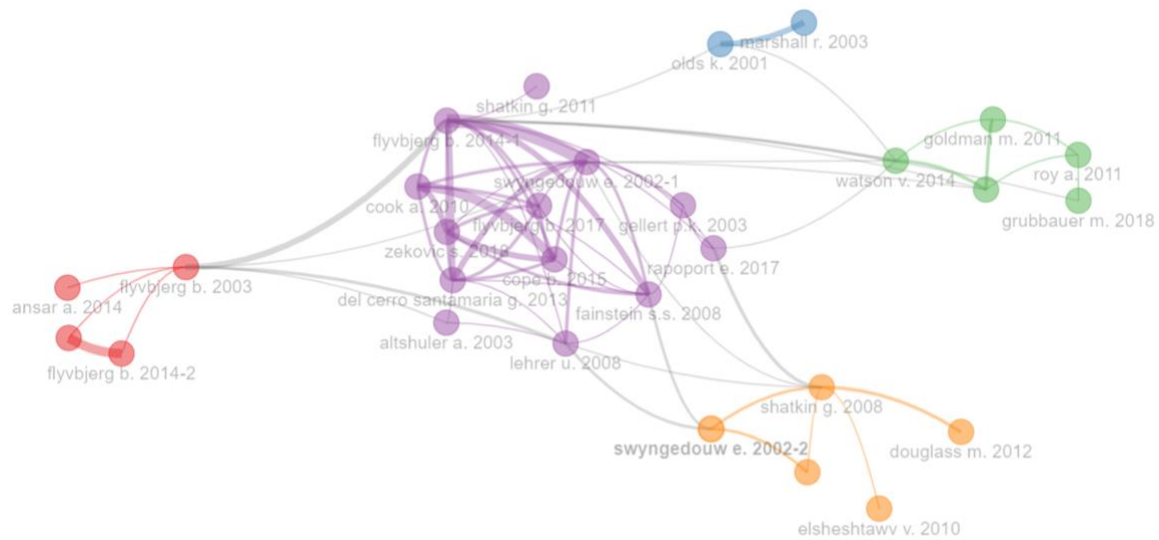 marshall r. 2003
olds k. 2001
shatkin g. 2011
flyvbjerg b. 2014-1
goldman m. 2011
roy a. 2011
swyngedouw e. 2002-1
watson v. 2014
cook a. 2010
flyvbjerg b. 2017
gellert p.k. 2003
grubbauer m. 2018
zekovic s. 2018
rapoport e. 2017
cope b. 2015
flyvbjerg b. 2003
del cerro santamaria g. 2013
ansar a. 2014
fainstein s.s. 2008
altshuler a. 2003
lehrer u. 2008
flyvbjerg b. 2014-2
shatkin g. 2008
swyngedouw e. 2002-2
douglass m. 2012
elsheshtawv v. 2010